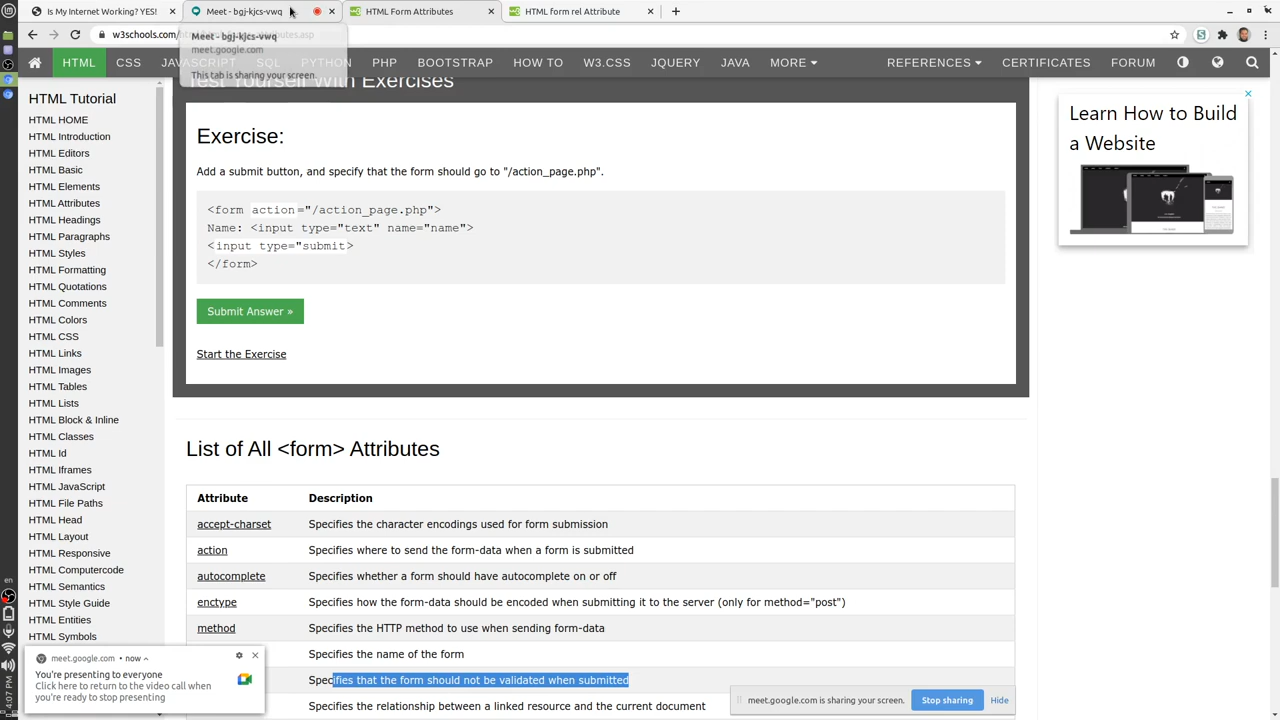 Is My Internet Working? YES!
Meet - bgj-kjcs-vwq
HTML Form Attributes
HTML form rel Attribute
w3schools.com/
Meet - bgj-kjcs-vwq
meet.google.com
This tab is sharing your screen.
HTML
CSS
JAVASCRIPT
SQL
PYTHON
PHP
BOOTSTRAP
HOW TO
W3.CSS
JQUERY
JAVA
MORE
REFERENCES
CERTIFICATES
FORUM
HTML Tutorial
HTML HOME
HTML Introduction
HTML Editors
HTML Basic
HTML Elements
HTML Attributes
HTML Headings
HTML Paragraphs
HTML Styles
HTML Formatting
HTML Quotations
HTML Comments
HTML Colors
HTML CSS
HTML Links
HTML Images
HTML Tables
HTML Lists
HTML Block & Inline
HTML Classes
HTML Id
HTML Iframes
HTML JavaScript
HTML File Paths
HTML Head
HTML Layout
HTML Responsive
HTML Computercode
HTML Semantics
HTML Style Guide
HTML Entities
HTML Symbols
Test Yourself With Exercises
Exercise:
Add a submit button, and specify that the form should go to "/action_page.php".
<form action="/action_page.php">
Name: <input type="text" name="name">
<input type="submit>
</form>
Submit Answer »
Start the Exercise
List of All <form> Attributes
Attribute Description
accept-charset Specifies the character encodings used for form submission
action Specifies where to send the form-data when a form is submitted
autocomplete Specifies whether a form should have autocomplete on or off
enctype Specifies how the form-data should be encoded when submitting it to the server (only for method="post")
method Specifies the HTTP method to use when sending form-data
Specifies the name of the form
Specifies that the form should not be validated when submitted
Specifies the relationship between a linked resource and the current document
Learn How to Build
a Website
meet.google.com • now
You're presenting to everyone
Click here to return to the video call when
you're ready to stop presenting
meet.google.com is sharing your screen.
Stop sharing
Hide
en
4:07 PM